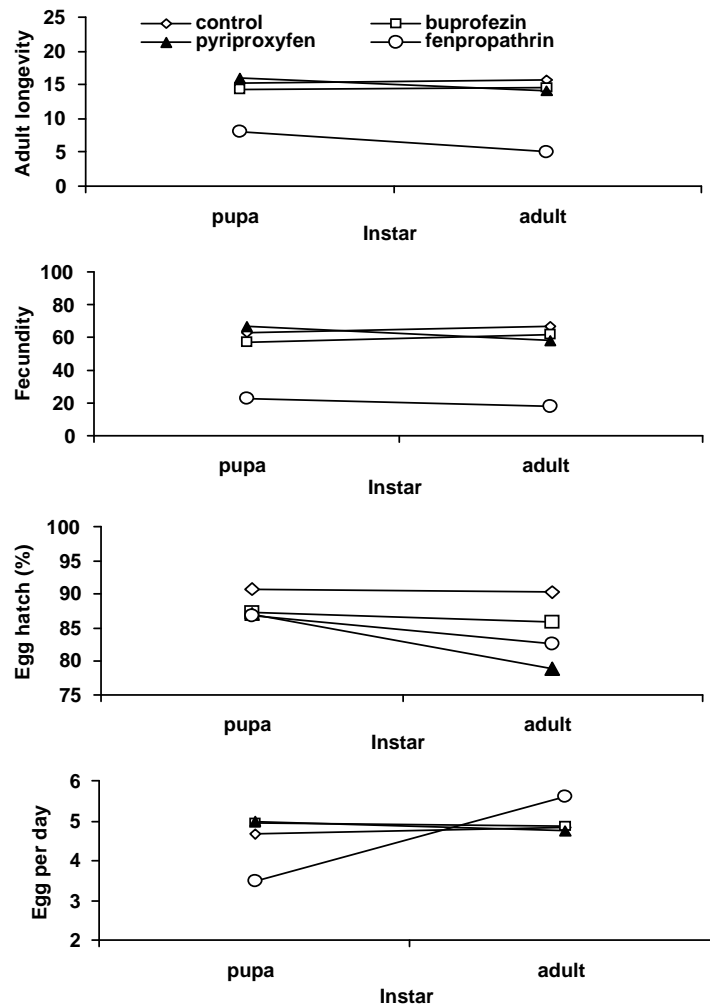 control buprofezin
pyriproxyfen fenpropathrin
Adult longevity
25
20
15
10
5
0
pupa adult
Instar
Fecundity
100
80
60
40
20
0
pupa adult
Instar
Egg hatch (%)
100
95
90
85
80
75
pupa adult
Instar
Egg per day
6
5
4
3
2
pupa adult
Instar